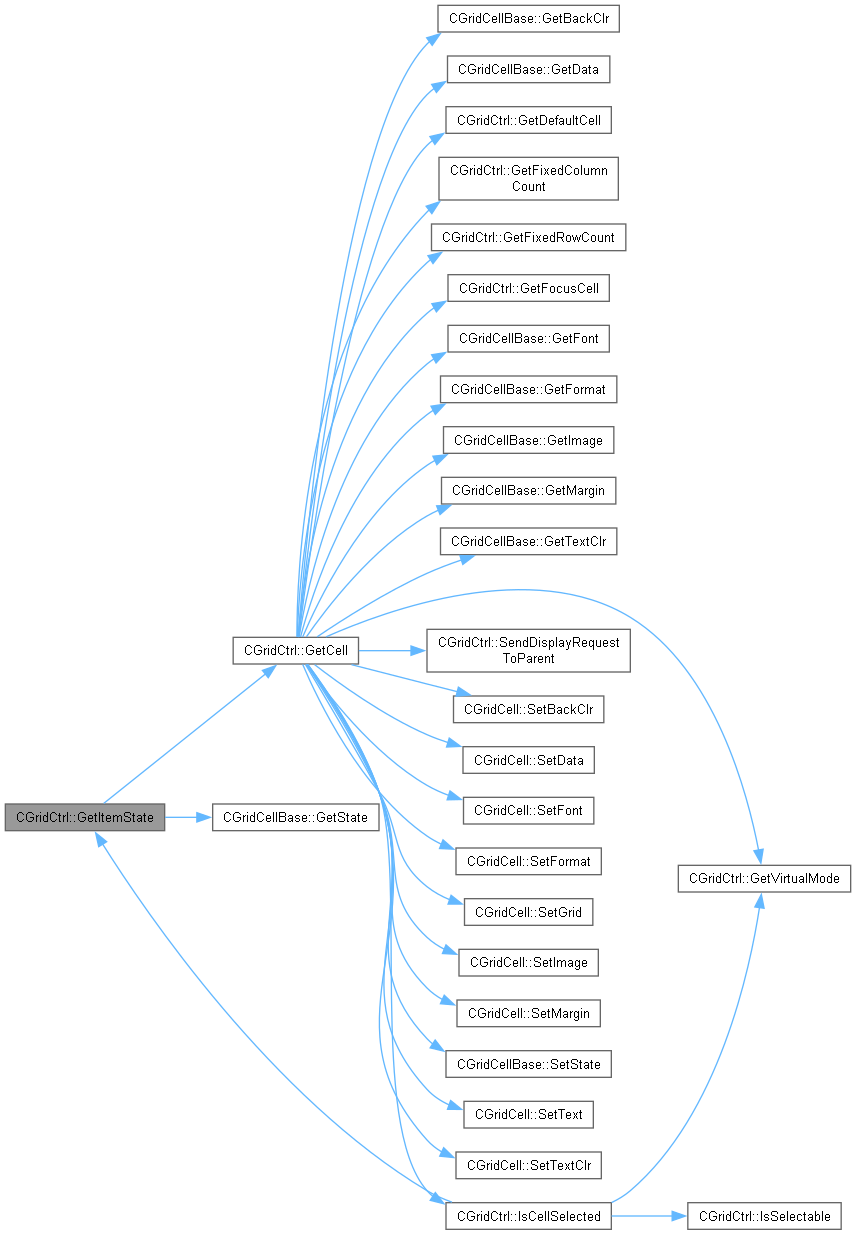 CGridCellBase::GetBackClr
CGridCellBase::GetData
CGridCtrl::GetDefaultCell
CGridCtrl::GetFixedColumn
Count
CGridCtrl::GetFixedRowCount
CGridCtrl::GetFocusCell
CGridCellBase::GetFont
CGridCellBase::GetFormat
CGridCellBase::GetImage
CGridCellBase::GetMargin
CGridCellBase::GetTextClr
CGridCtrl::GetCell
CGridCtrl::SendDisplayRequest
ToParent
CGridCell::SetBackClr
CGridCell::SetData
CGridCtrl::GetItemState
CGridCellBase::GetState
CGridCell::SetFont
CGridCell::SetFormat
CGridCtrl::GetVirtualMode
CGridCell::SetGrid
CGridCell::SetImage
CGridCell::SetMargin
CGridCellBase::SetState
CGridCell::SetText
CGridCell::SetTextClr
CGridCtrl::IsCellSelected
CGridCtrl::IsSelectable